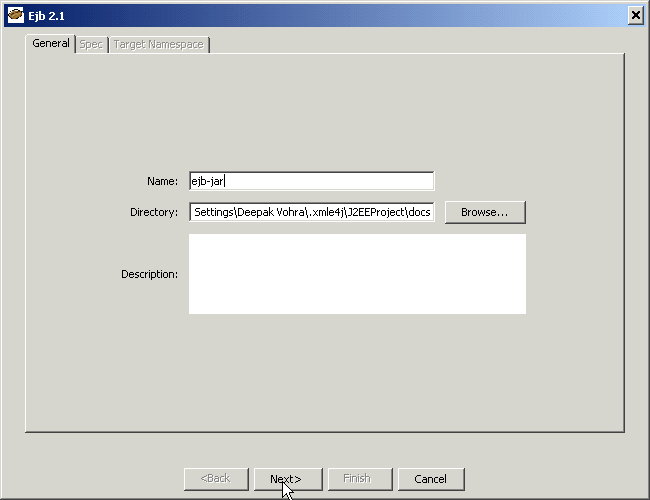 Ejb 2.1
General Spec Target Namespace
Name: ejb-jar
Directory: Settings\Deepak Vohra\.xmle4j\J2EEProject\docs Browse...
Description:
<Back Next> Finish Cancel